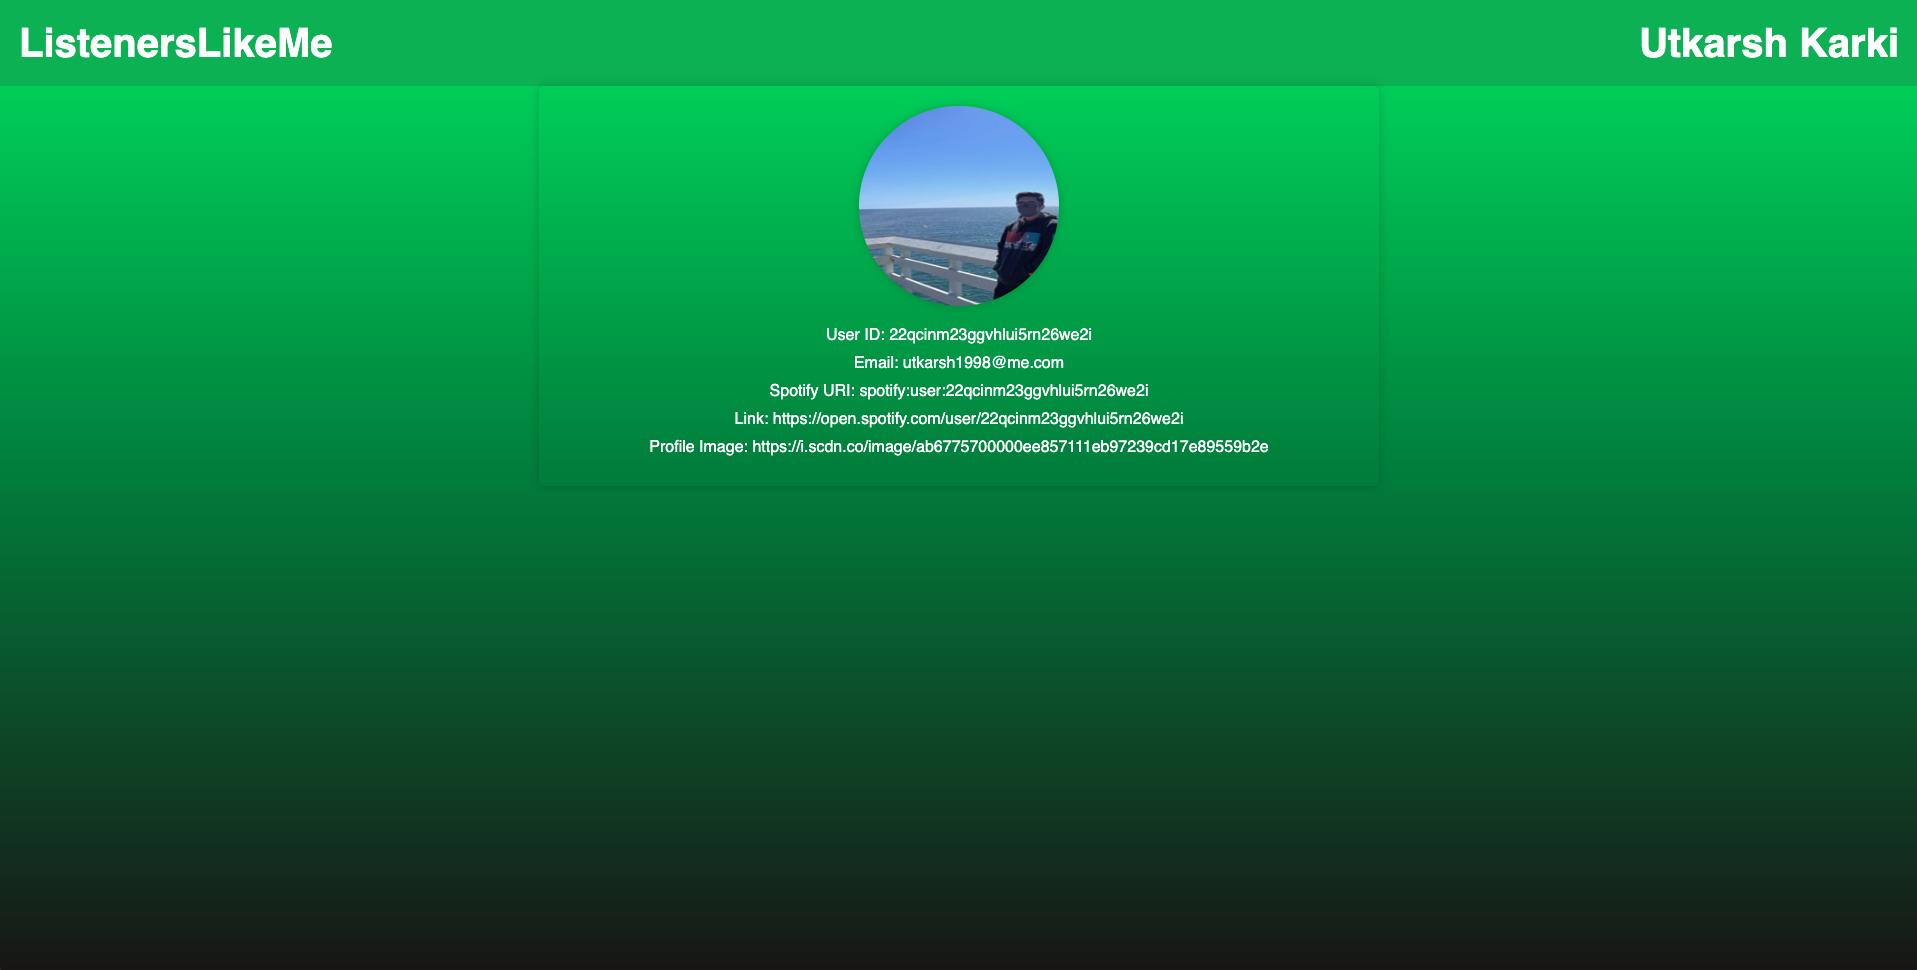 ListenersLikeMe
Utkarsh Karki
User ID: 22qcinm23ggvhlui5rn26we2i
Email: utkarsh1998@me.com
Spotify URI: spotify:user:22qcinm23ggvhlui5rn26we2i
Link: https://open.spotify.com/user/22qcinm23ggvhlui5rn26we2i
Profile Image: https://i.scdn.co/image/ab6775700000ee857111eb97239cd17e89559b2e